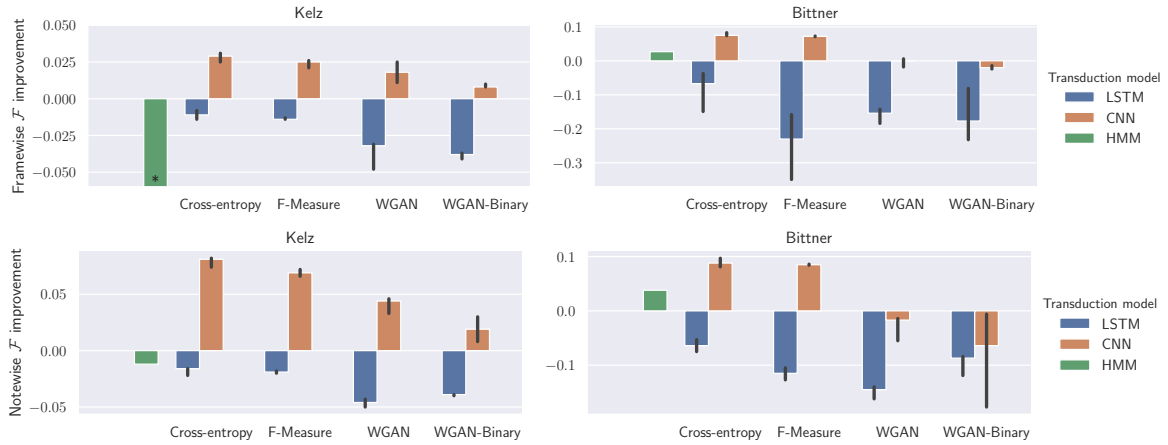 Kelz
Framewise F improvement
0.050
0.025
0.000
−0.025
−0.050
*
Cross-entropy F-Measure WGAN WGAN-Binary
Bittner
0.1
0.0
−0.1
−0.2
−0.3
Cross-entropy F-Measure WGAN WGAN-Binary
Transduction model
LSTM
CNN
HMM
Kelz
Notewise F improvement
0.05
0.00
−0.05
Cross-entropy F-Measure WGAN WGAN-Binary
Bittner
0.1
0.0
−0.1
Cross-entropy F-Measure WGAN WGAN-Binary
Transduction model
LSTM
CNN
HMM